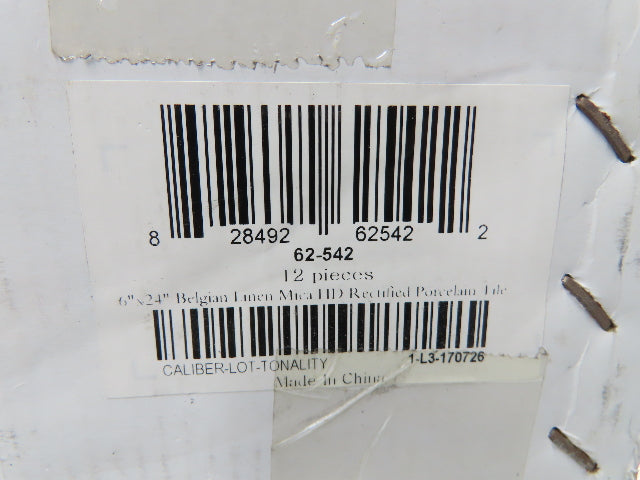 8 28492 62542 2
62-542
12 pieces
6"x24" Belgian Linen Mica HD Rectified Porcelain Tile
CALIBER-LOT-TONALITY 1-L3-170726
Made in China